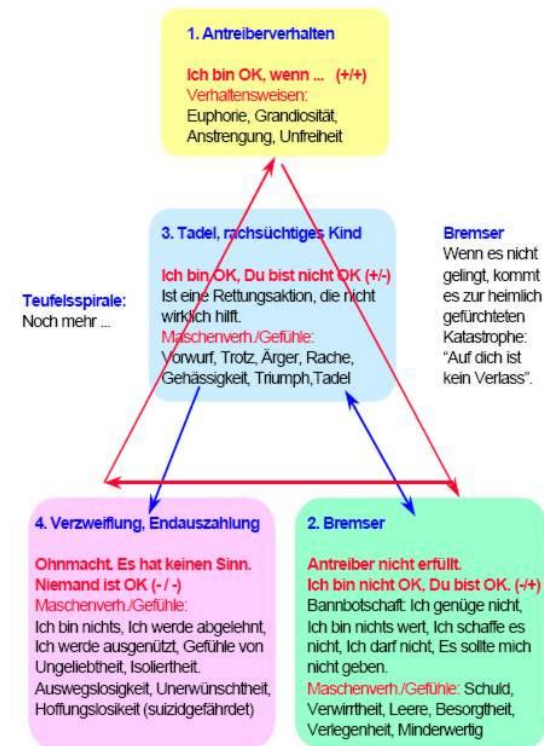 1. Antreiberverhalten
Ich bin OK, wenn ... (+/+)
Verhaltensweisen:
Euphorie, Grandiosität,
Anstrengung, Unfreiheit
3. Tadel, rachsüchtiges Kind
Ich bin OK, Du bist nicht OK (+/-)
Ist eine Rettungsaktion, die nicht
wirklich hilft.
Maschenverh./Gefühle:
Vorwurf, Trotz, Ärger, Rache,
Gehässigkeit, Triumph,Tadel
Teufelsspirale:
Noch mehr ...
Bremser
Wenn es nicht
gelingt, kommt
es zur heimlich
gefürchteten
Katastrophe:
"Auf dich ist
kein Verlass".
4. Verzweiflung, Endauszahlung
Ohnmacht. Es hat keinen Sinn.
Niemand ist OK (- / -)
Maschenverh./Gefühle:
Ich bin nichts, Ich werde abgelehnt,
Ich werde ausgenützt, Gefühle von
Ungeliebtheit, Isoliertheit.
Auswegslosigkeit, Unerwünschtheit,
Hoffungslosikeit (suizidgefährdet)
2. Bremser
Antreiber nicht erfüllt.
Ich bin nicht OK, Du bist OK. (-/+)
Bannbotschaft: Ich genüge nicht,
Ich bin nichts wert, Ich schaffe es
nicht, Ich darf nicht, Es sollte mich
nicht geben.
Maschenverh./Gefühle: Schuld,
Verwirrtheit, Leere, Besorgtheit,
Verlegenheit, Minderwertig